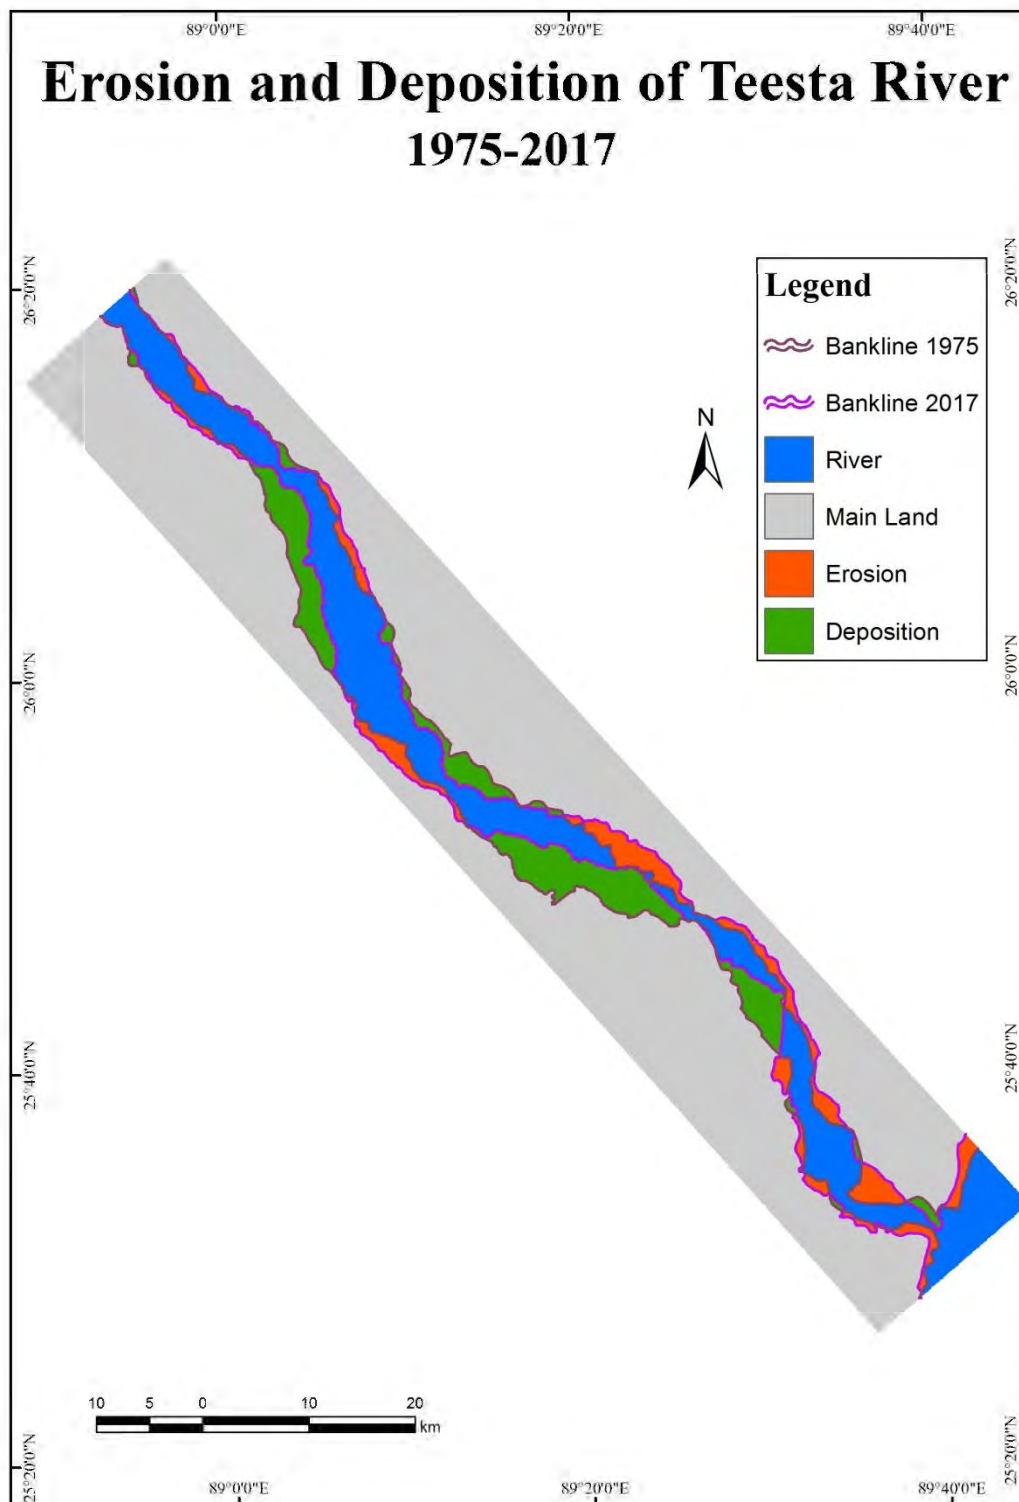 89°0'0"E 89°20'0"E 89°40'0"E
Erosion and Deposition of Teesta River
1975-2017
26°20'0"N
26°20'0"N
Legend
Bankline 1975
Bankline 2017
River
Main Land
Erosion
Deposition
N
26°0'0"N
26°0'0"N
25°40'0"N
25°40'0"N
10 5 0 10 20
km
25°20'0"N
25°20'0"N
89°0'0"E 89°20'0"E 89°40'0"E